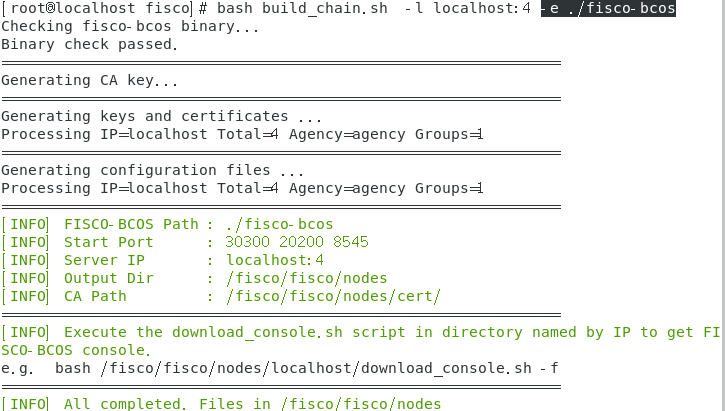 [root@localhost fisco]# bash build_chain.sh  -l localhost:4 -e ./fisco-bcos
Checking fisco-bcos binary...
Binary check passed.
==============================================================
Generating CA key...
==============================================================
Generating keys and certificates ...
Processing IP=localhost Total=4 Agency=agency Groups=1
==============================================================
Generating configuration files ...
Processing IP=localhost Total=4 Agency=agency Groups=1
==============================================================
[INFO] FISCO-BCOS Path : ./fisco-bcos
[INFO] Start Port      : 30300 20200 8545
[INFO] Server IP       : localhost:4
[INFO] Output Dir      : /fisco/fisco/nodes
[INFO] CA Path         : /fisco/fisco/nodes/cert/
==============================================================
[INFO] Execute the download_console.sh script in directory named by IP to get FI
SCO-BCOS console.
e.g.  bash /fisco/fisco/nodes/localhost/download_console.sh -f
==============================================================
[INFO] All completed. Files in /fisco/fisco/nodes